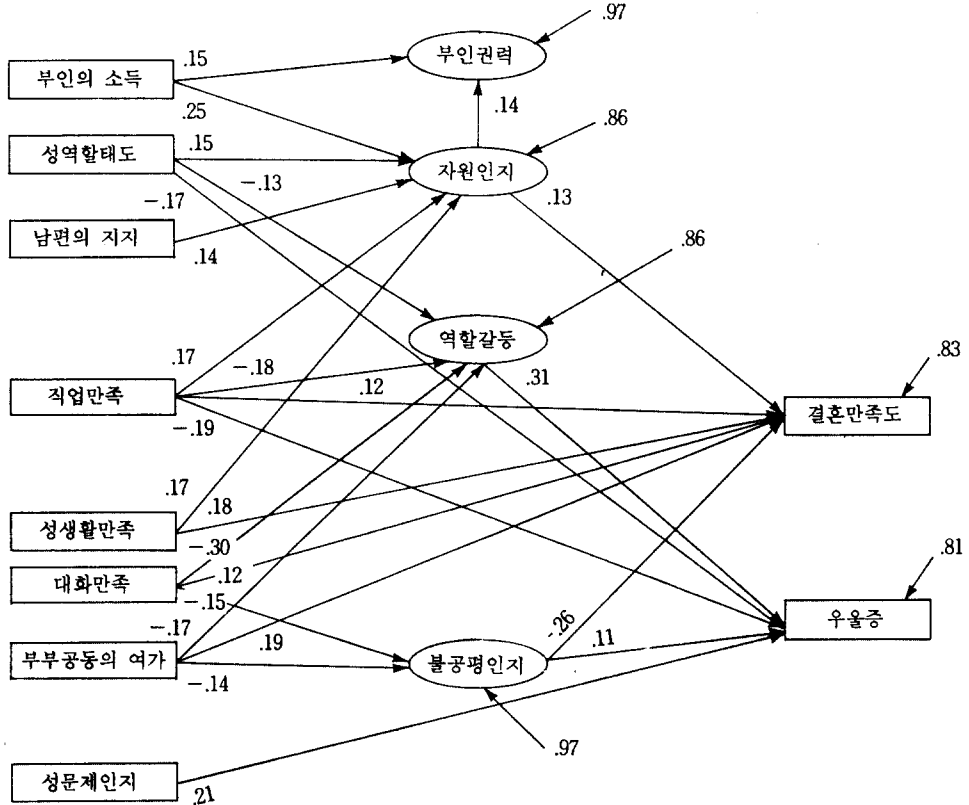 .97
부인권력
.15
부인의 소득
.14
.25
.86
성역할태도
.15
자원인지
-.13
.13
-.17
남편의 지지
.14
.86
역할갈등
.17
-.18
.31
.83
직업만족
.12
결혼만족도
-.19
.17
.18
성생활만족
-.30
.12
대화만족
.81
-.15
우울증
-.17
-.26
.19
.11
부부공동의 여가
불공평인지
-.14
.97
성문제인지
.21